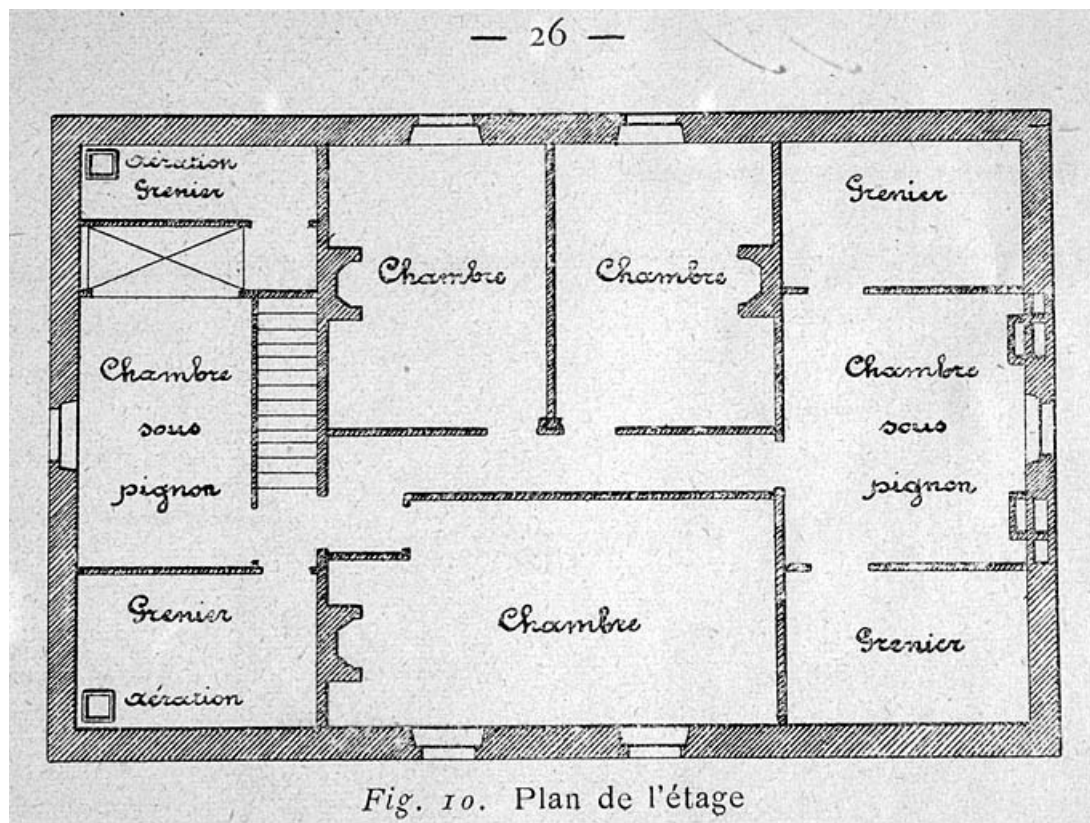 — 26 —
Aération
Grenier
Chambre
Chambre
Grenier
Chambre
sous
pignon
Chambre
sous
pignon
Grenier
Aération
Chambre
Grenier
Fig. 10. Plan de l'étage